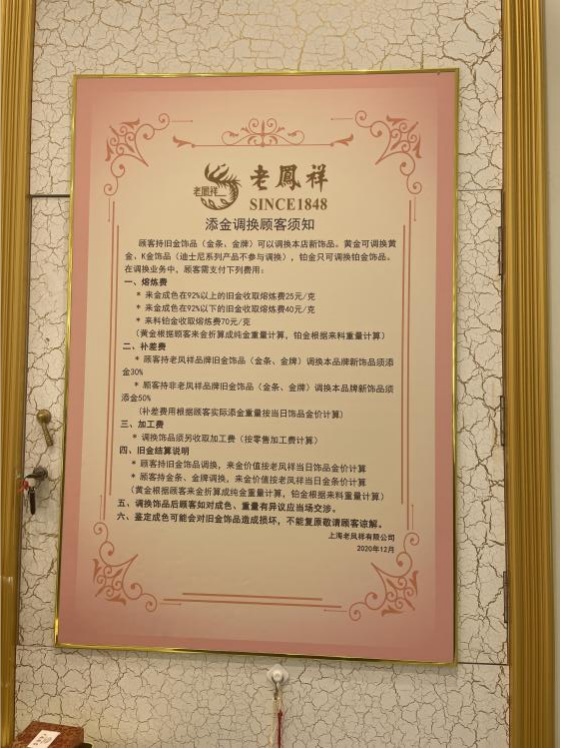 老鳳祥
老鳳祥
SINCE1848
添金调换顾客须知
顾客持旧金饰品（金条、金牌）可以调换本店新饰品。黄金可调换黄
金、K金饰品（迪士尼系列产品不参与调换），铂金只可调换铂金饰品。
在调换业务中，顾客需支付下列费用：
一、熔炼费
* 来金成色在92%以上的旧金收取熔炼费25元/克
* 来金成色在92%以下的旧金收取熔炼费40元/克
* 来料铂金收取熔炼费70元/克
（黄金根据顾客来金折算成纯金重量计算，铂金根据来料重量计算）
二、补差费
* 顾客持老凤祥品牌旧金饰品（金条、金牌）调换本品牌新饰品须添
金30%
* 顾客持非老凤祥品牌旧金饰品（金条、金牌）调换本品牌新饰品须
添金50%
（补差费用根据顾客实际添金重量按当日饰品金价计算）
三、加工费
* 调换饰品须另收取加工费（按零售加工费计算）
四、旧金结算说明
* 顾客持旧金饰品调换，来金价值按老凤祥当日饰品金价计算
* 顾客持金条、金牌调换，来金价值按老凤祥当日金条价计算
（黄金根据顾客来金折算成纯金重量计算，铂金根据来料重量计算）
五、调换饰品后顾客如对成色、重量有异议应当场交涉。
六、鉴定成色可能会对旧金饰品造成损坏，不能复原敬请顾客谅解。
上海老凤祥有限公司
2020年12月